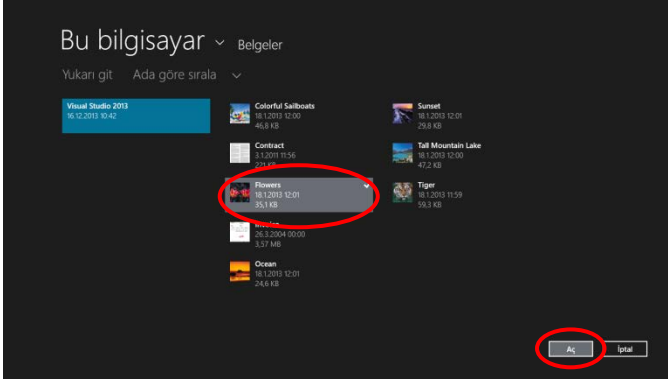 Bu bilgisayar Belgeler
Yukarı git Ada göre sırala
Visual Studio 2013
16.12.2013 10:42
Colorful Sailboats
18.1.2013 12:00
46,8 KB
Contract
3.1.2011 11:56
221 KB
Flowers
18.1.2013 12:01
35,1 KB
26.3.2004 00:00
3,57 MB
Ocean
18.1.2013 12:01
24,6 KB
Sunset
18.1.2013 12:01
29,8 KB
Tall Mountain Lake
18.1.2013 12:00
47,2 KB
Tiger
18.1.2013 11:59
59,3 KB
Aç İptal